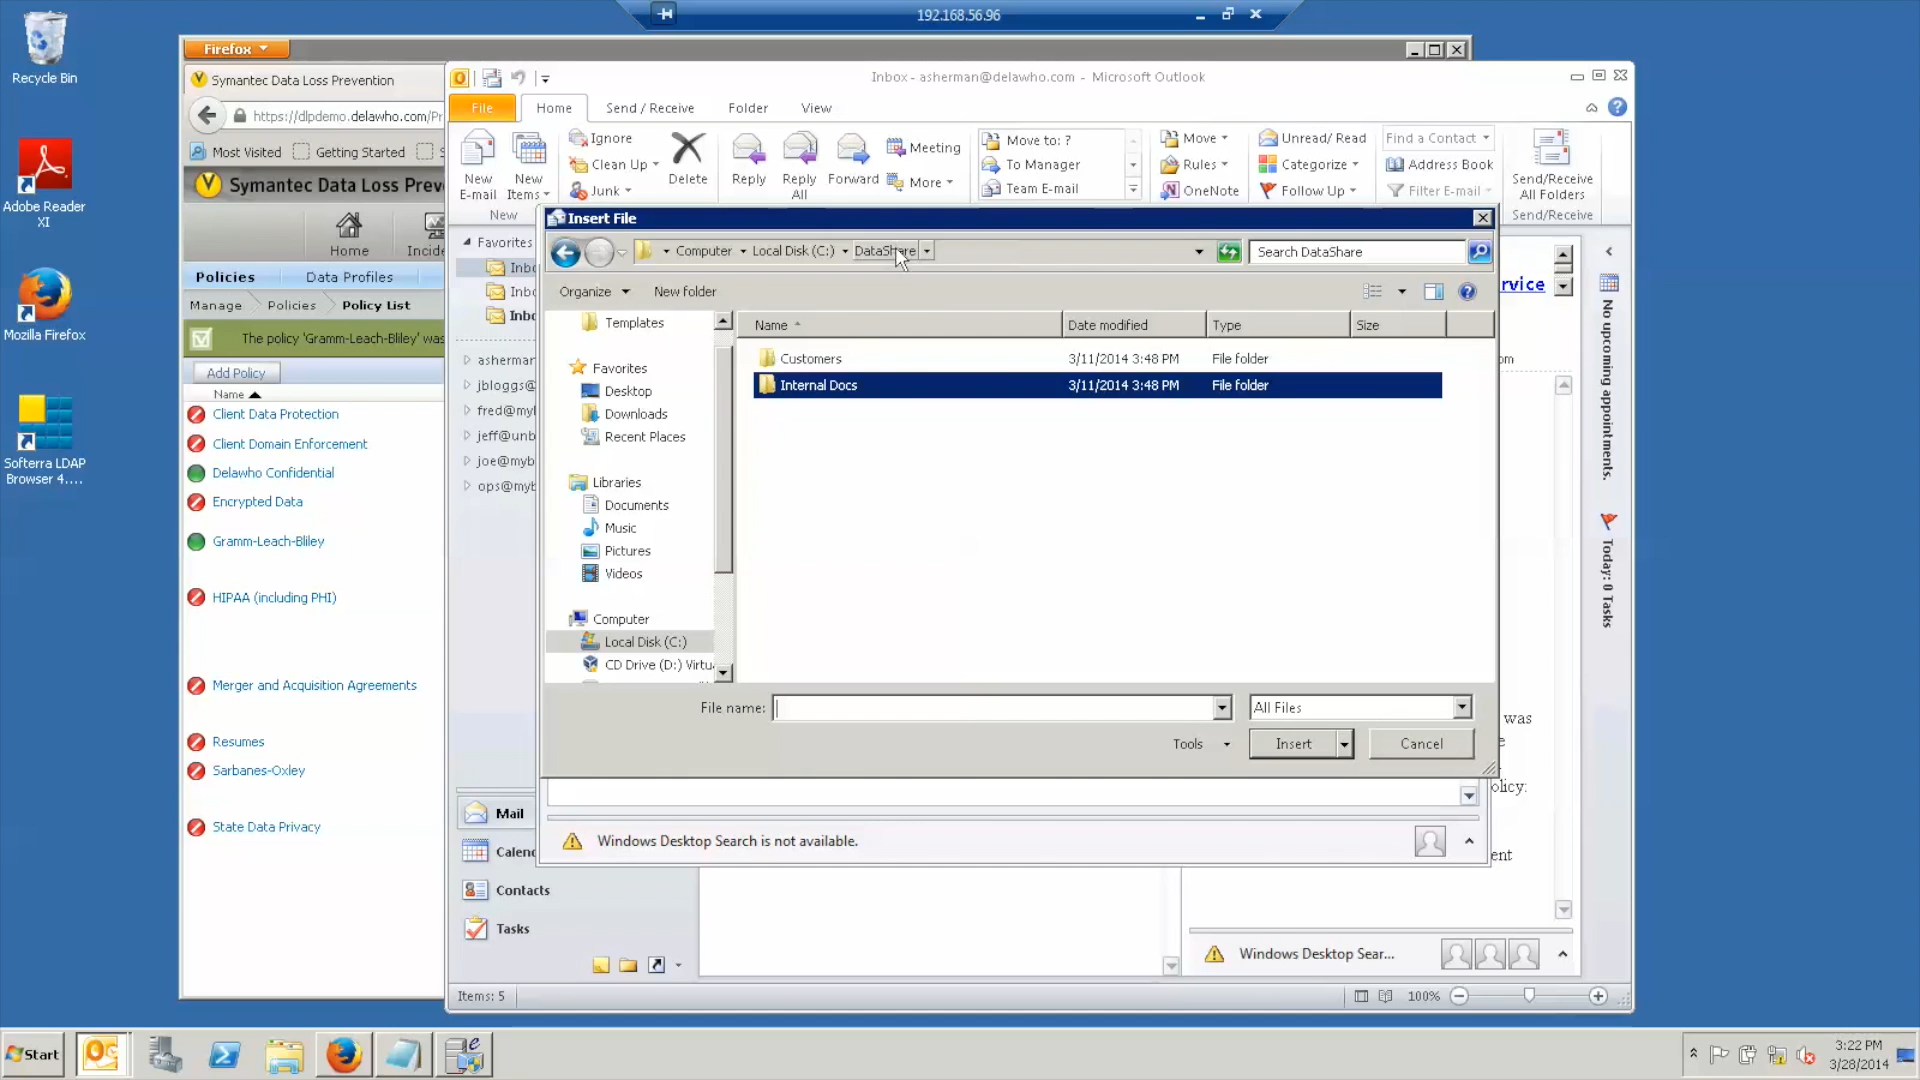 192.168.56.96
Recycle Bin
Adobe Reader
XI
Mozilla Firefox
Softerra LDAP
Browser 4....
Firefox
Symantec Data Loss Prevention
https://dlpdemo.delawho.com/Pr
Most Visited
Getting Started
Symantec Data Loss Preve
Home
Incide
Policies
Data Profiles
Manage
Policies
Policy List
The policy 'Gramm-Leach-Bliley' was
Add Policy
Name
Client Data Protection
Client Domain Enforcement
Delawho Confidential
Encrypted Data
Gramm-Leach-Bliley
HIPAA (including PHI)
Merger and Acquisition Agreements
Resumes
Sarbanes-Oxley
State Data Privacy
Inbox - asherman@delawho.com - Microsoft Outlook
File
Home
Send / Receive
Folder
View
New
E-mail
New
Items
New
Ignore
Clean Up
Junk
Delete
Reply
Reply
All
Forward
Meeting
More
Move to: ?
To Manager
Team E-mail
Move
Rules
OneNote
Unread/ Read
Categorize
Follow Up
Find a Contact
Address Book
Filter E-mail
Send/Receive
All Folders
Send/Receive
Favorites
Inbo
Inbo
Inbo
asherman
jbloggs@
fred@myl
jeff@unb
joe@myb
ops@myb
Mail
Calend
Contacts
Tasks
Items: 5
Insert File
Computer
Local Disk (C:)
DataShare
Search DataShare
Organize
New folder
Templates
Favorites
Desktop
Downloads
Recent Places
Libraries
Documents
Music
Pictures
Videos
Computer
Local Disk (C:)
CD Drive (D:) Virtu
Name
Date modified
Type
Size
Customers 3/11/2014 3:48 PM File folder
Internal Docs 3/11/2014 3:48 PM File folder
File name:
All Files
Tools
Insert
Cancel
Windows Desktop Search is not available.
rvice
om
was
e
olicy:
ent
Windows Desktop Sear...
No upcoming appointments.
Today: 0 Tasks
100%
Start
3:22 PM
3/28/2014